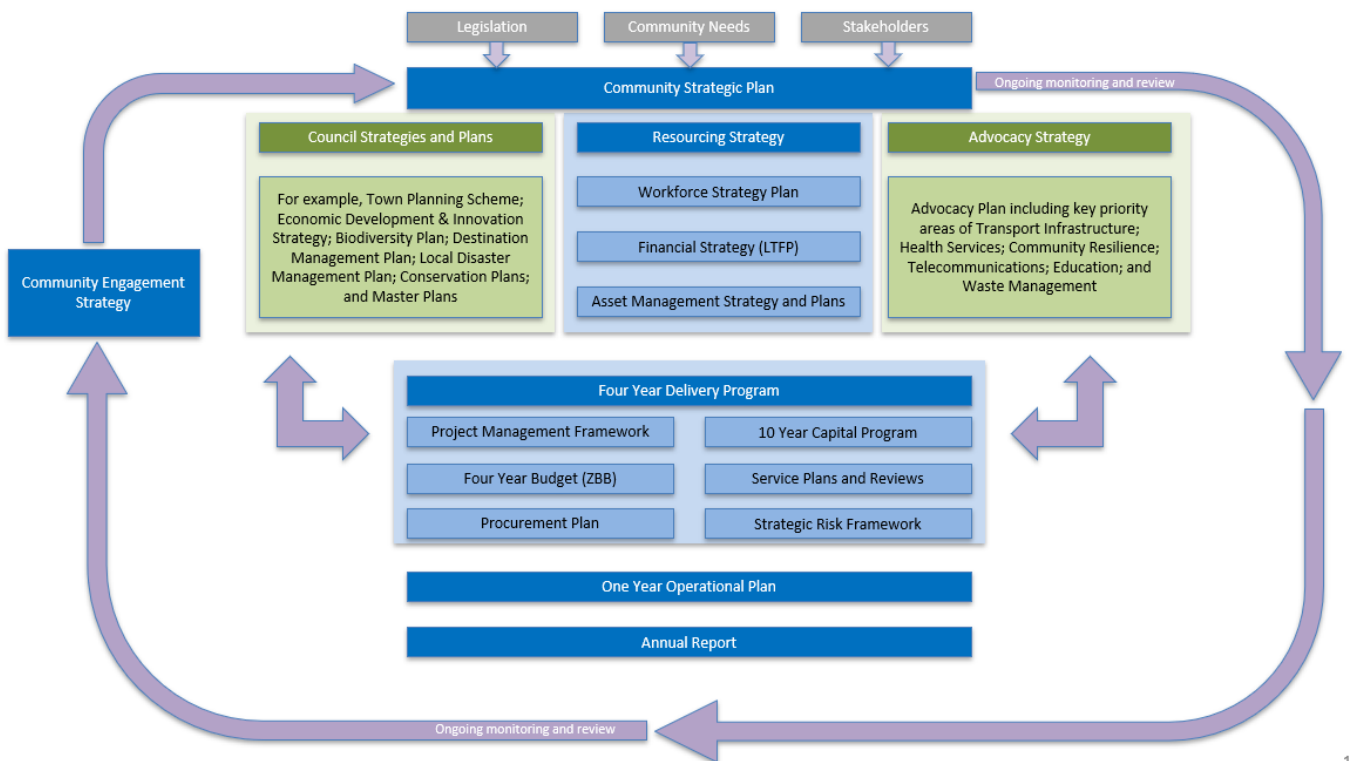 Legislation
Community Needs
Stakeholders
Community Strategic Plan
Ongoing monitoring and review
Council Strategies and Plans
For example, Town Planning Scheme;
Economic Development & Innovation
Strategy; Biodiversity Plan; Destination
Management Plan; Local Disaster
Management Plan; Conservation Plans;
and Master Plans
Resourcing Strategy
Workforce Strategy Plan
Financial Strategy (LTFP)
Asset Management Strategy and Plans
Advocacy Strategy
Advocacy Plan including key priority
areas of Transport Infrastructure;
Health Services; Community Resilience;
Telecommunications; Education; and
Waste Management
Community Engagement
Strategy
Four Year Delivery Program
Project Management Framework
10 Year Capital Program
Four Year Budget (ZBB)
Service Plans and Reviews
Procurement Plan
Strategic Risk Framework
One Year Operational Plan
Annual Report
Ongoing monitoring and review
1